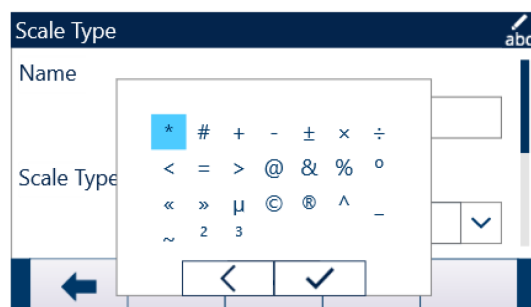 Scale Type
abc
Name
* # + - ± × ÷
< = > @ & % º
Scale Type
« » µ © ® ^ _
~ ² ³